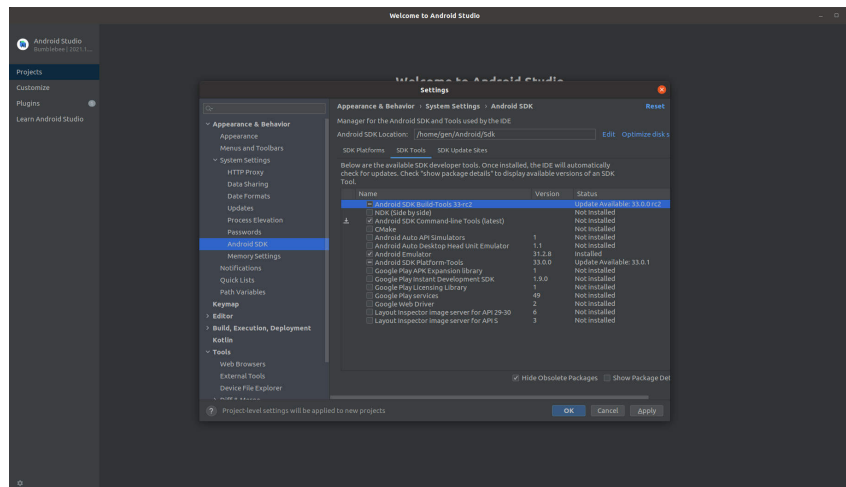 Welcome to Android Studio
Android Studio
Bumblebee | 2021.1....
Projects
Customize
Plugins
Learn Android Studio
Welcome to Android Studio
Settings
Appearance & Behavior
Appearance
Menus and Toolbars
System Settings
HTTP Proxy
Data Sharing
Date Formats
Updates
Process Elevation
Passwords
Android SDK
Memory Settings
Notifications
Quick Lists
Path Variables
Keymap
Editor
Build, Execution, Deployment
Kotlin
Tools
Web Browsers
External Tools
Device File Explorer
Appearance & Behavior › System Settings › Android SDK Reset
Manager for the Android SDK and Tools used by the IDE
Android SDK Location: /home/gen/Android/Sdk Edit Optimize disk s
SDK Platforms SDK Tools SDK Update Sites
Below are the available SDK developer tools. Once installed, the IDE will automatically
check for updates. Check "show package details" to display available versions of an SDK
Tool.
Name Version Status
Android SDK Build-Tools 33-rc2 Update Available: 33.0.0 rc2
NDK (Side by side) Not Installed
Android SDK Command-line Tools (latest) Not Installed
CMake Not Installed
Android Auto API Simulators 1 Not installed
Android Auto Desktop Head Unit Emulator 1.1 Not installed
Android Emulator 31.2.8 Installed
Android SDK Platform-Tools 33.0.0 Update Available: 33.0.1
Google Play APK Expansion library 1 Not installed
Google Play Instant Development SDK 1.9.0 Not installed
Google Play Licensing Library 1 Not installed
Google Play services 49 Not installed
Google Web Driver 2 Not installed
Layout Inspector image server for API 29-30 6 Not installed
Layout Inspector image server for API S 3 Not installed
Hide Obsolete Packages Show Package Det
? Project-level settings will be applied to new projects
OK Cancel Apply